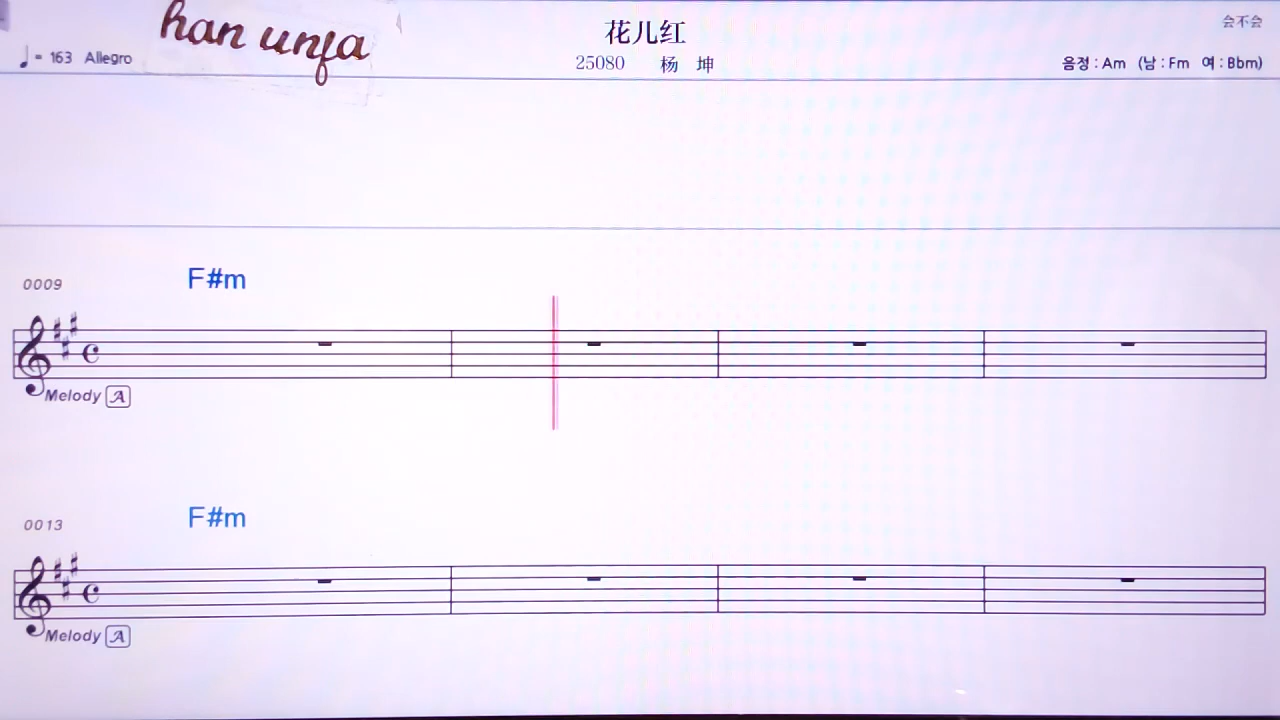 han unja
花儿红
会不会
♩= 163 Allegro
25080 杨 坤
음정 : Am (남 : Fm 여 : Bbm)
0009
F#m
Melody A
0013
F#m
Melody A